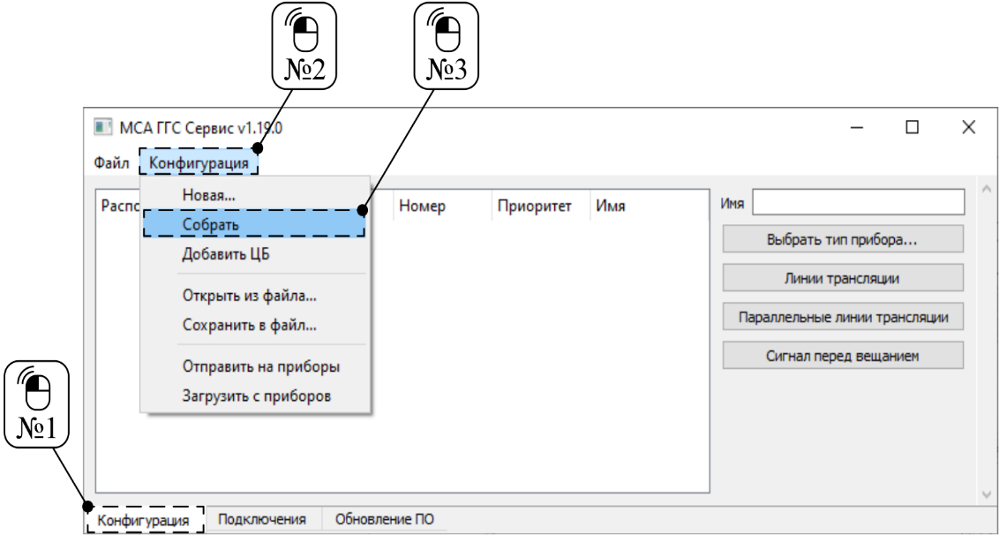 №2
№3
МСА ГГС Сервис v1.19.0
Файл Конфигурация
Новая...
Собрать
Добавить ЦБ
Открыть из файла...
Сохранить в файл...
Отправить на приборы
Загрузить с приборов
Распо Номер Приоритет Имя
Имя
Выбрать тип прибора...
Линии трансляции
Параллельные линии трансляции
Сигнал перед вещанием
№1
Конфигурация Подключения Обновление ПО